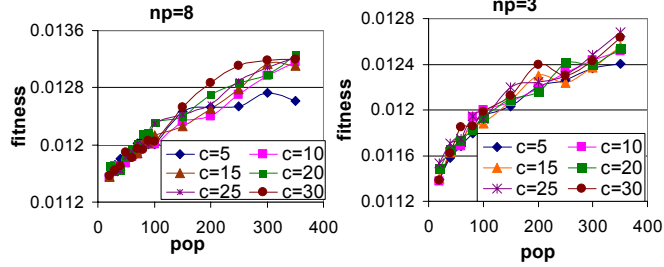 np=8
0.0136
0.0128
0.012
0.0112
fitness
c=5 c=10
c=15 c=20
c=25 c=30
0 100 200 300 400
pop
np=3
0.0128
0.0124
0.012
0.0116
0.0112
fitness
c=5 c=10
c=15 c=20
c=25 c=30
0 100 200 300 400
pop